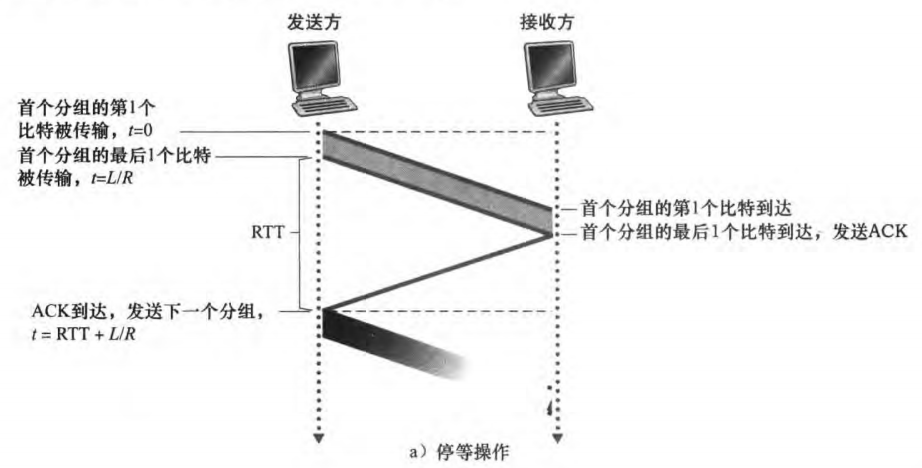 发送方
接收方
首个分组的第1个
比特被传输，t=0
首个分组的最后1个比特
被传输，t=L/R
首个分组的第1个比特到达
首个分组的最后1个比特到达，发送ACK
RTT
ACK到达，发送下一个分组，
t = RTT + L/R
a）停等操作